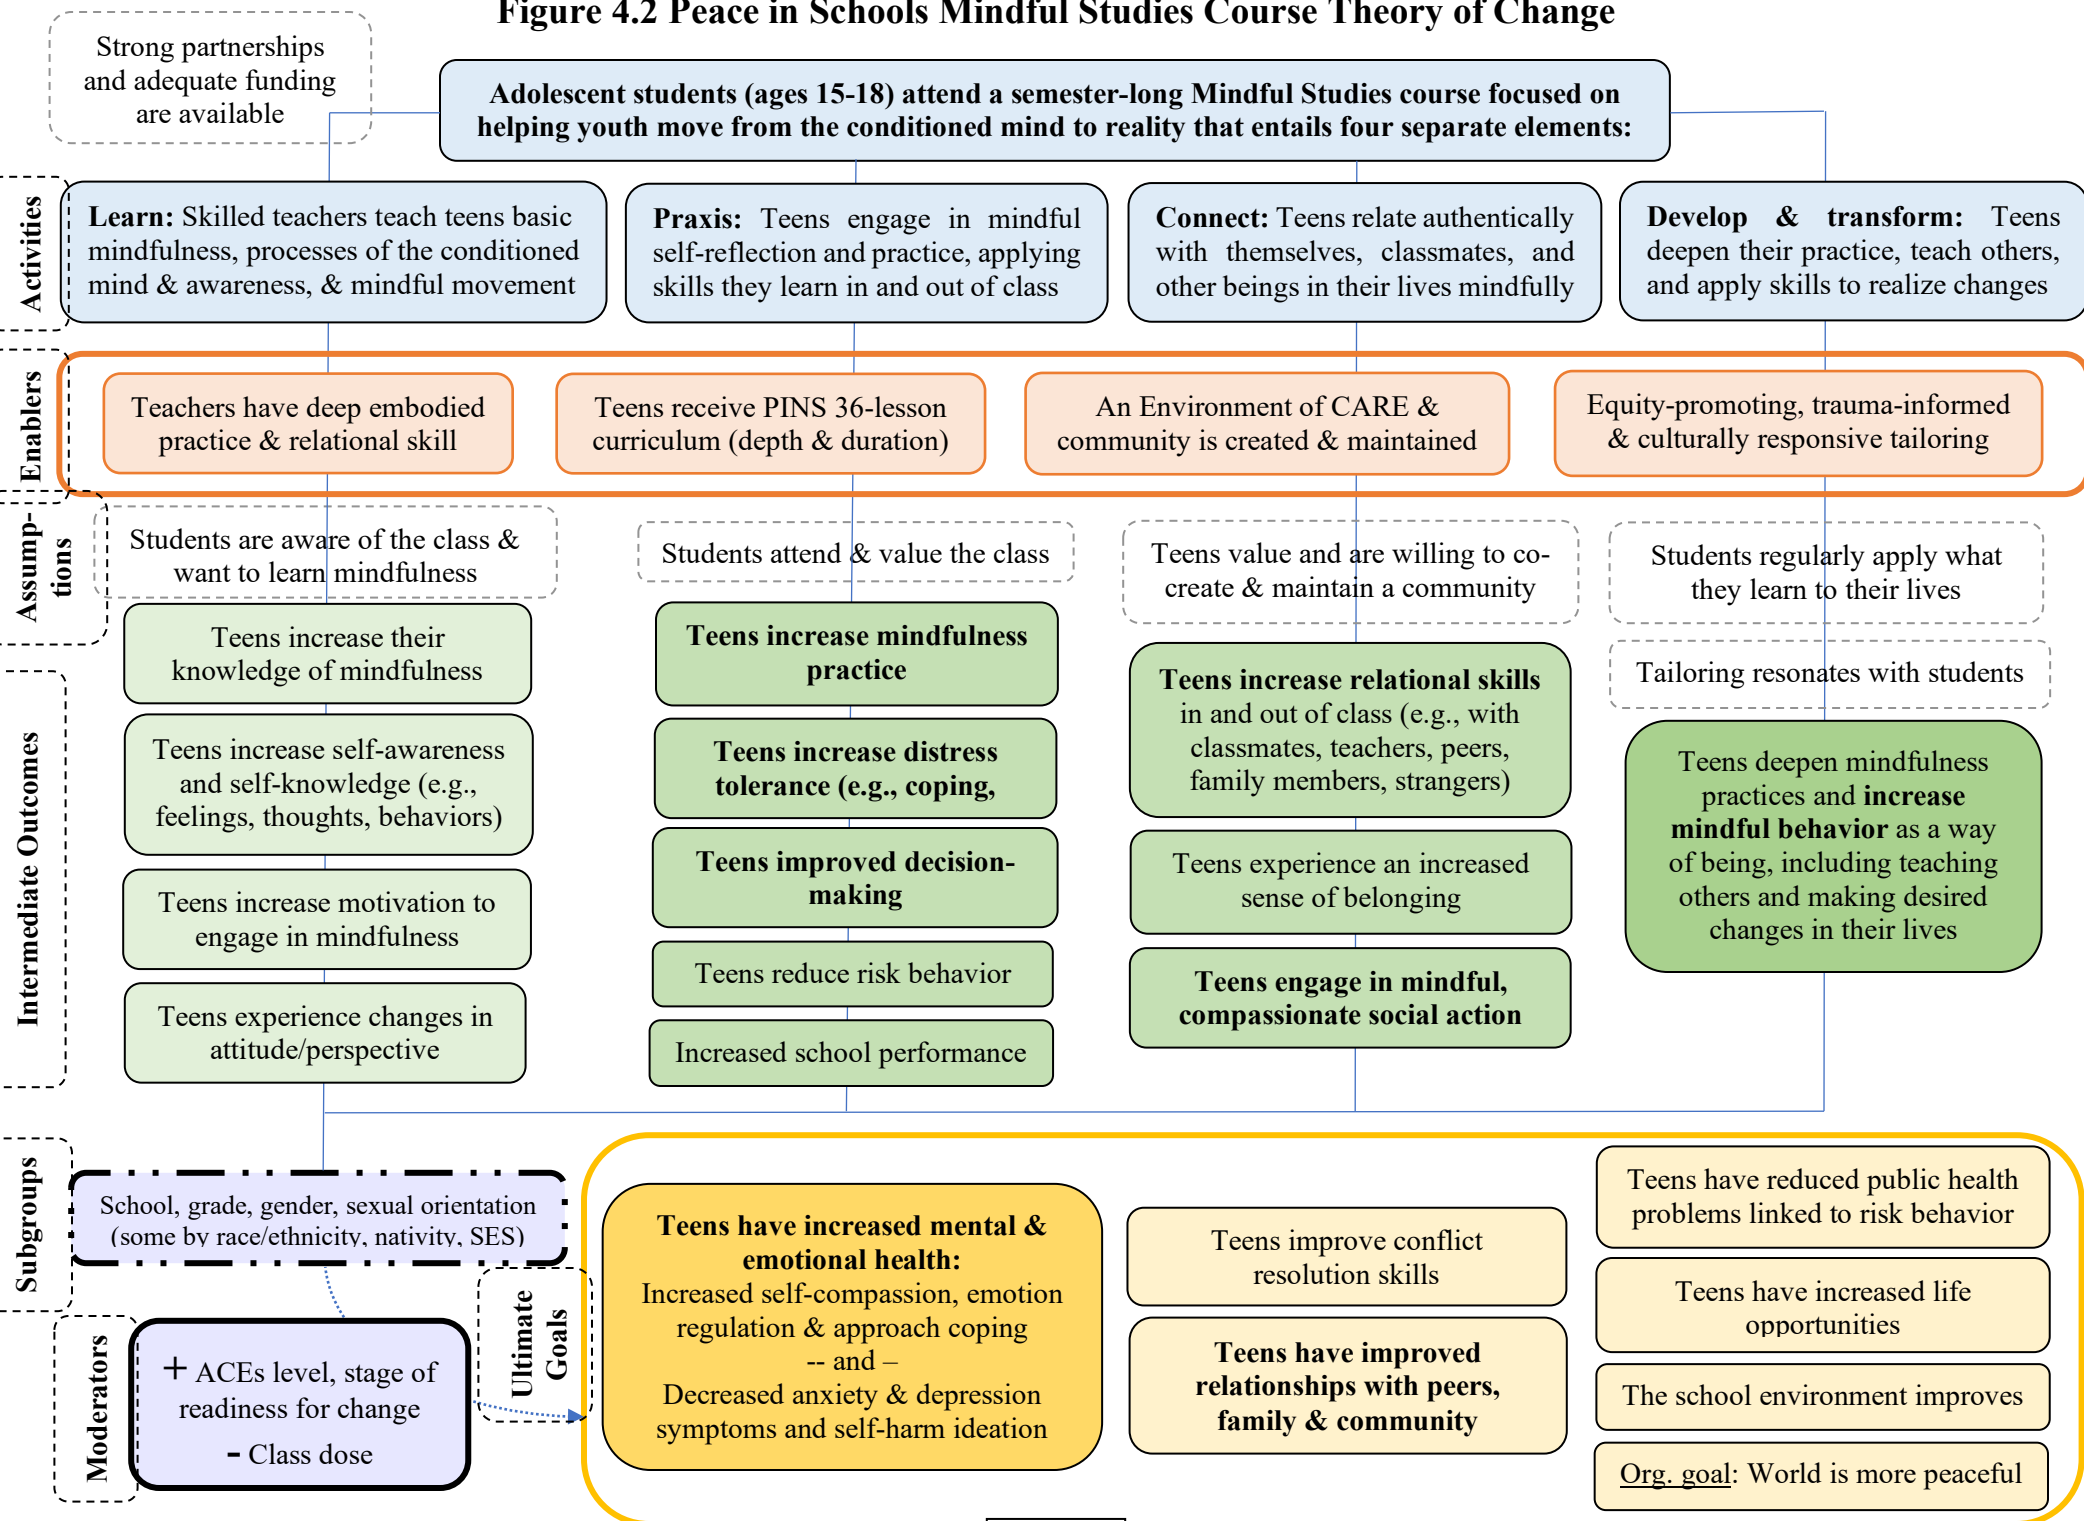 Figure 4.2 Peace in Schools Mindful Studies Course Theory of Change
Strong partnerships
and adequate funding
are available
Adolescent students (ages 15-18) attend a semester-long Mindful Studies course focused on
helping youth move from the conditioned mind to reality that entails four separate elements:
Activities
Learn: Skilled teachers teach teens basic
mindfulness, processes of the conditioned
mind & awareness, & mindful movement
Praxis: Teens engage in mindful
self-reflection and practice, applying
skills they learn in and out of class
Connect: Teens relate authentically
with themselves, classmates, and
other beings in their lives mindfully
Develop & transform: Teens
deepen their practice, teach others,
and apply skills to realize changes
Enablers
Teachers have deep embodied
practice & relational skill
Teens receive PINS 36-lesson
curriculum (depth & duration)
An Environment of CARE &
community is created & maintained
Equity-promoting, trauma-informed
& culturally responsive tailoring
Assump-
tions
Students are aware of the class &
want to learn mindfulness
Students attend & value the class
Teens value and are willing to co-
create & maintain a community
Students regularly apply what
they learn to their lives
Tailoring resonates with students
Intermediate Outcomes
Teens increase their
knowledge of mindfulness
Teens increase self-awareness
and self-knowledge (e.g.,
feelings, thoughts, behaviors)
Teens increase motivation to
engage in mindfulness
Teens experience changes in
attitude/perspective
Teens increase mindfulness
practice
Teens increase distress
tolerance (e.g., coping,
Teens improved decision-
making
Teens reduce risk behavior
Increased school performance
Teens increase relational skills
in and out of class (e.g., with
classmates, teachers, peers,
family members, strangers)
Teens experience an increased
sense of belonging
Teens engage in mindful,
compassionate social action
Teens deepen mindfulness
practices and increase
mindful behavior as a way
of being, including teaching
others and making desired
changes in their lives
Subgroups
School, grade, gender, sexual orientation
(some by race/ethnicity, nativity, SES)
Moderators
+ ACEs level, stage of
readiness for change
- Class dose
Ultimate
Goals
Teens have increased mental &
emotional health:
Increased self-compassion, emotion
regulation & approach coping
-- and –
Decreased anxiety & depression
symptoms and self-harm ideation
Teens improve conflict
resolution skills
Teens have improved
relationships with peers,
family & community
Teens have reduced public health
problems linked to risk behavior
Teens have increased life
opportunities
The school environment improves
Org. goal: World is more peaceful